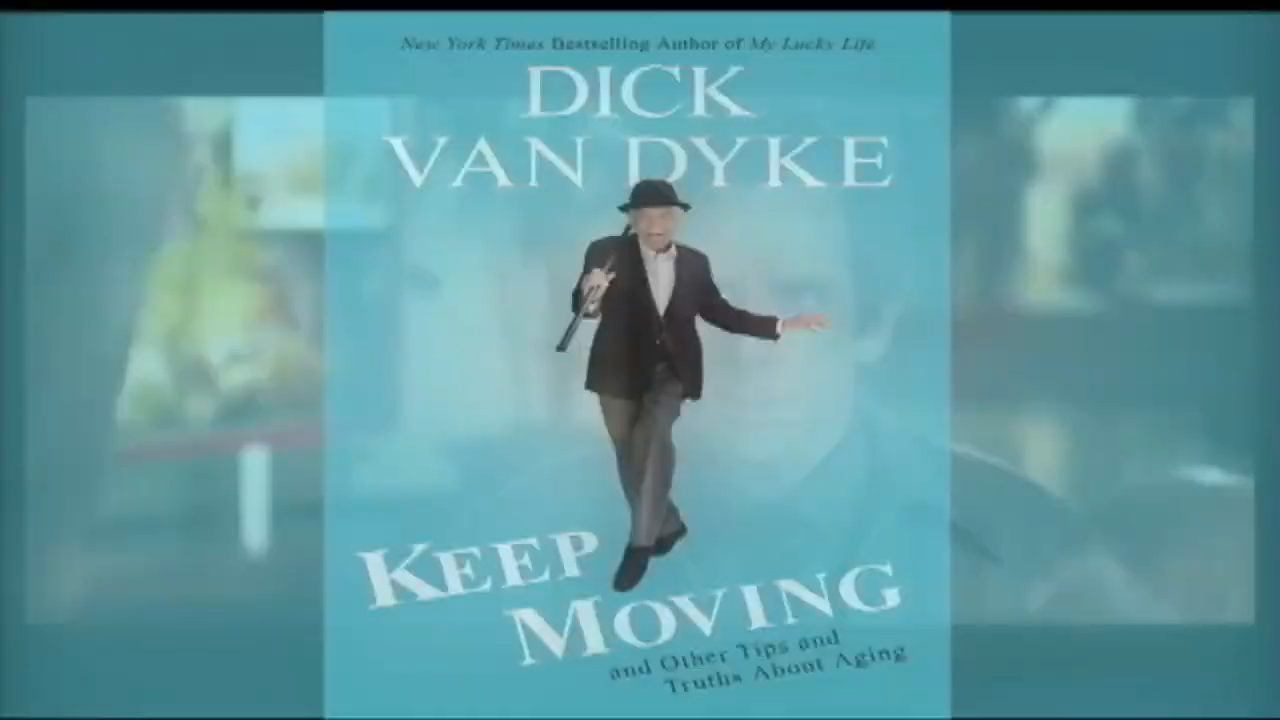 New York Times Bestselling Author of My Lucky Life
DICK
VAN DYKE
KEEP
MOVING
and Other Tips and
Truths About Aging